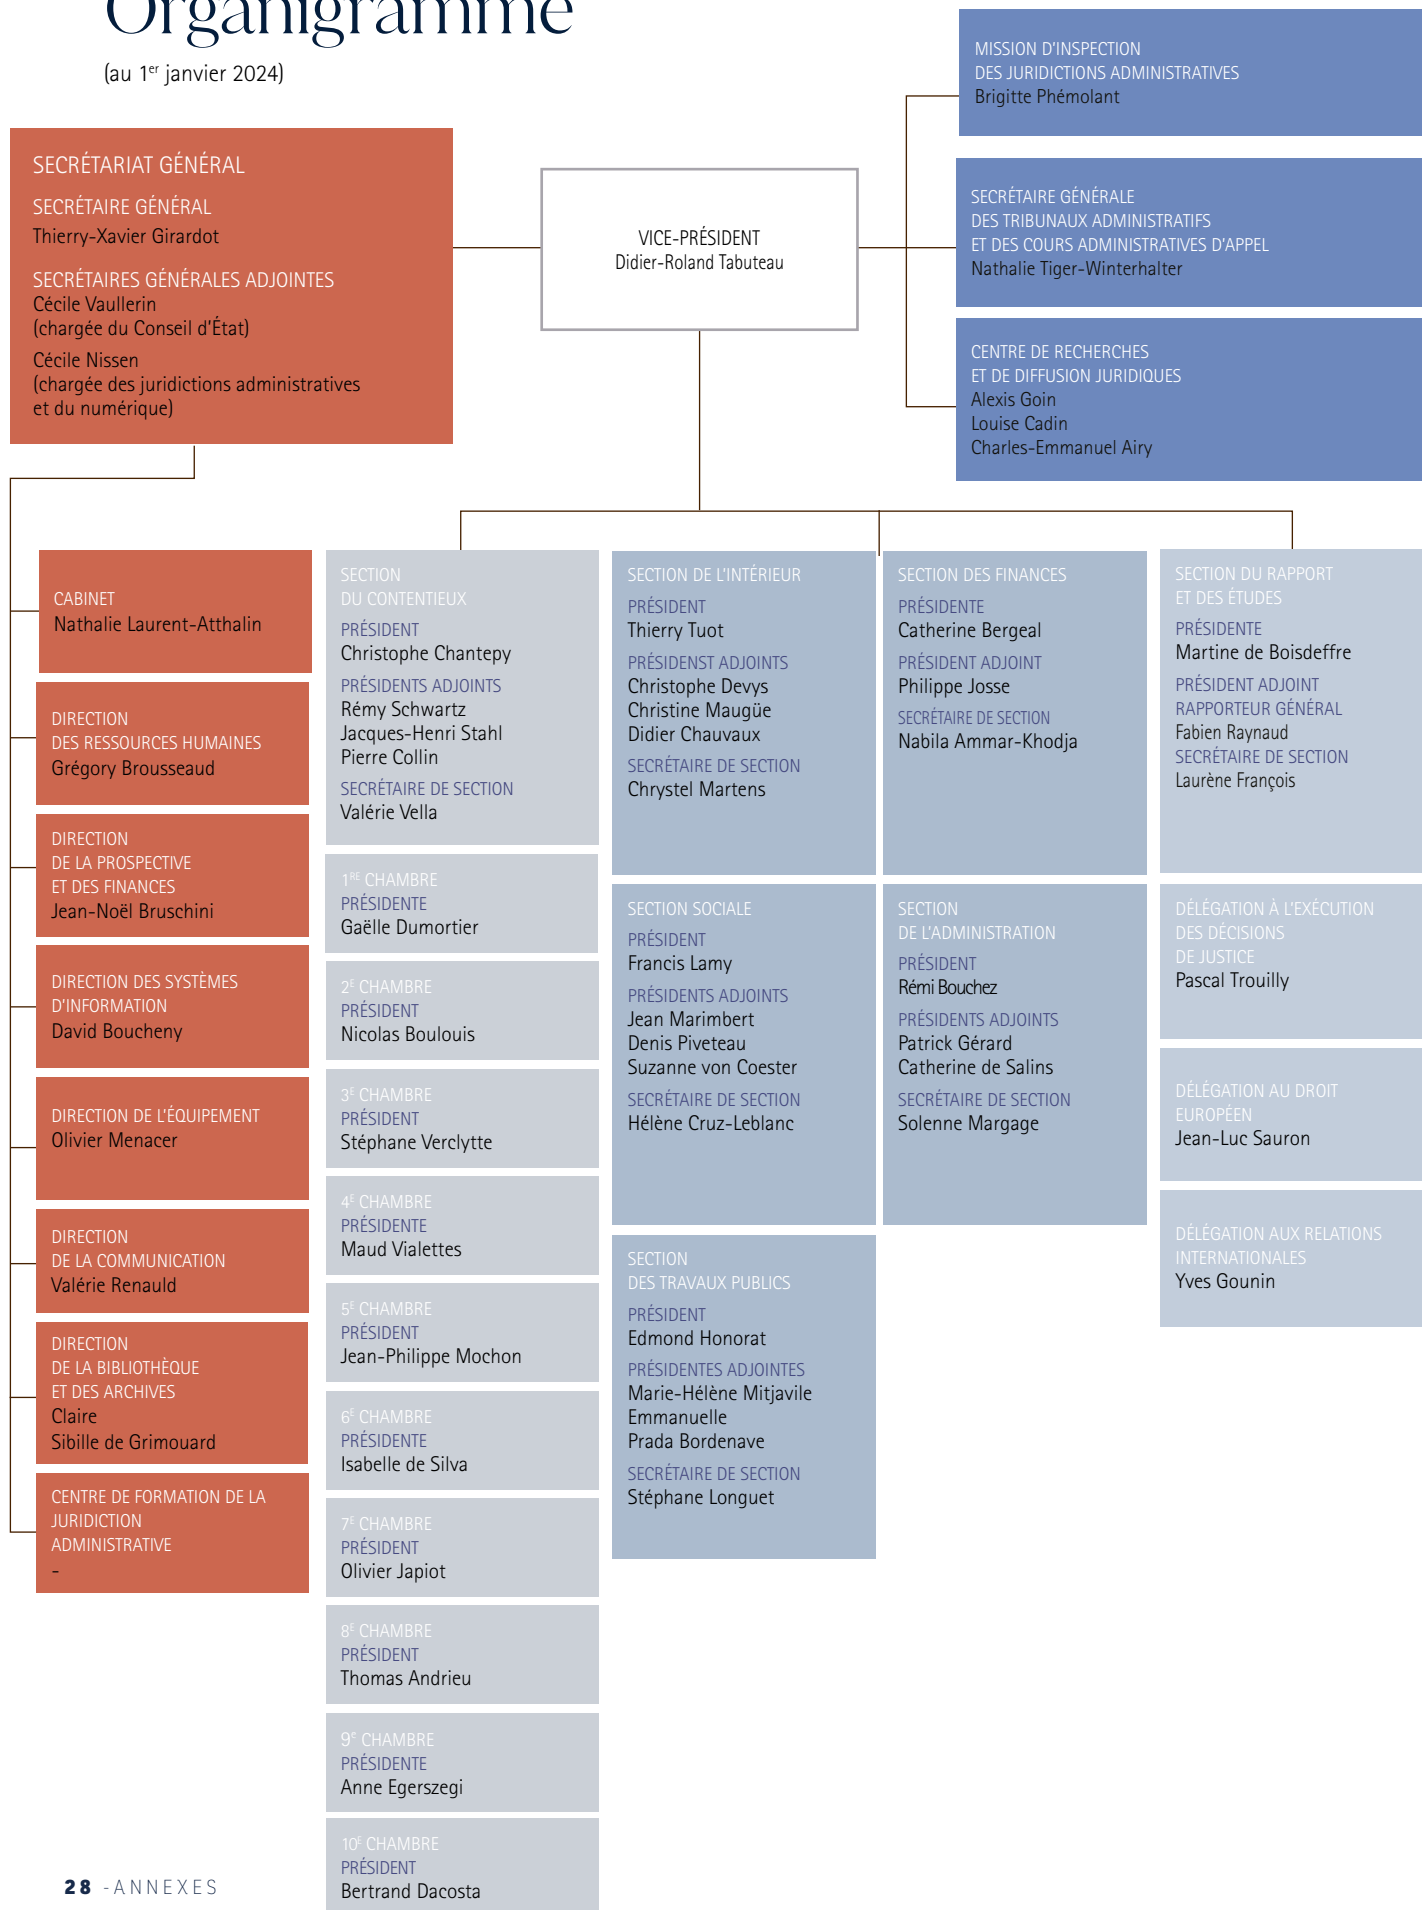 Organigramme
(au 1er janvier 2024)
SECRÉTARIAT GÉNÉRAL
SECRÉTAIRE GÉNÉRAL
Thierry-Xavier Girardot
SECRÉTAIRES GÉNÉRALES ADJOINTES
Cécile Vaullerin
(chargée du Conseil d'État)
Cécile Nissen
(chargée des juridictions administratives
et du numérique)
VICE-PRÉSIDENT
Didier-Roland Tabuteau
MISSION D'INSPECTION
DES JURIDICTIONS ADMINISTRATIVES
Brigitte Phémolant
SECRÉTAIRE GÉNÉRALE
DES TRIBUNAUX ADMINISTRATIFS
ET DES COURS ADMINISTRATIVES D'APPEL
Nathalie Tiger-Winterhalter
CENTRE DE RECHERCHES
ET DE DIFFUSION JURIDIQUES
Alexis Goin
Louise Cadin
Charles-Emmanuel Airy
CABINET
Nathalie Laurent-Atthalin
DIRECTION
DES RESSOURCES HUMAINES
Grégory Brousseaud
DIRECTION
DE LA PROSPECTIVE
ET DES FINANCES
Jean-Noël Bruschini
DIRECTION DES SYSTÈMES
D'INFORMATION
David Boucheny
DIRECTION DE L'ÉQUIPEMENT
Olivier Menacer
DIRECTION
DE LA COMMUNICATION
Valérie Renauld
DIRECTION
DE LA BIBLIOTHÈQUE
ET DES ARCHIVES
Claire
Sibille de Grimouard
CENTRE DE FORMATION DE LA
JURIDICTION
ADMINISTRATIVE
-
SECTION
DU CONTENTIEUX
PRÉSIDENT
Christophe Chantepy
PRÉSIDENTS ADJOINTS
Rémy Schwartz
Jacques-Henri Stahl
Pierre Collin
SECRÉTAIRE DE SECTION
Valérie Vella
1RE CHAMBRE
PRÉSIDENTE
Gaëlle Dumortier
2E CHAMBRE
PRÉSIDENT
Nicolas Boulouis
3E CHAMBRE
PRÉSIDENT
Stéphane Verclytte
4E CHAMBRE
PRÉSIDENTE
Maud Vialettes
5E CHAMBRE
PRÉSIDENT
Jean-Philippe Mochon
6E CHAMBRE
PRÉSIDENTE
Isabelle de Silva
7E CHAMBRE
PRÉSIDENT
Olivier Japiot
8E CHAMBRE
PRÉSIDENT
Thomas Andrieu
9e CHAMBRE
PRÉSIDENTE
Anne Egerszegi
10E CHAMBRE
PRÉSIDENT
Bertrand Dacosta
SECTION DE L'INTÉRIEUR
PRÉSIDENT
Thierry Tuot
PRÉSIDENST ADJOINTS
Christophe Devys
Christine Maugüe
Didier Chauvaux
SECRÉTAIRE DE SECTION
Chrystel Martens
SECTION SOCIALE
PRÉSIDENT
Francis Lamy
PRÉSIDENTS ADJOINTS
Jean Marimbert
Denis Piveteau
Suzanne von Coester
SECRÉTAIRE DE SECTION
Hélène Cruz-Leblanc
SECTION
DES TRAVAUX PUBLICS
PRÉSIDENT
Edmond Honorat
PRÉSIDENTES ADJOINTES
Marie-Hélène Mitjavile
Emmanuelle
Prada Bordenave
SECRÉTAIRE DE SECTION
Stéphane Longuet
SECTION DES FINANCES
PRÉSIDENTE
Catherine Bergeal
PRÉSIDENT ADJOINT
Philippe Josse
SECRÉTAIRE DE SECTION
Nabila Ammar-Khodja
SECTION
DE L'ADMINISTRATION
PRÉSIDENT
Rémi Bouchez
PRÉSIDENTS ADJOINTS
Patrick Gérard
Catherine de Salins
SECRÉTAIRE DE SECTION
Solenne Margage
SECTION DU RAPPORT
ET DES ÉTUDES
PRÉSIDENTE
Martine de Boisdeffre
PRÉSIDENT ADJOINT
RAPPORTEUR GÉNÉRAL
Fabien Raynaud
SECRÉTAIRE DE SECTION
Laurène François
DÉLÉGATION À L'EXÉCUTION
DES DÉCISIONS
DE JUSTICE
Pascal Trouilly
DÉLÉGATION AU DROIT
EUROPÉEN
Jean-Luc Sauron
DÉLÉGATION AUX RELATIONS
INTERNATIONALES
Yves Gounin
28 -ANNEXES